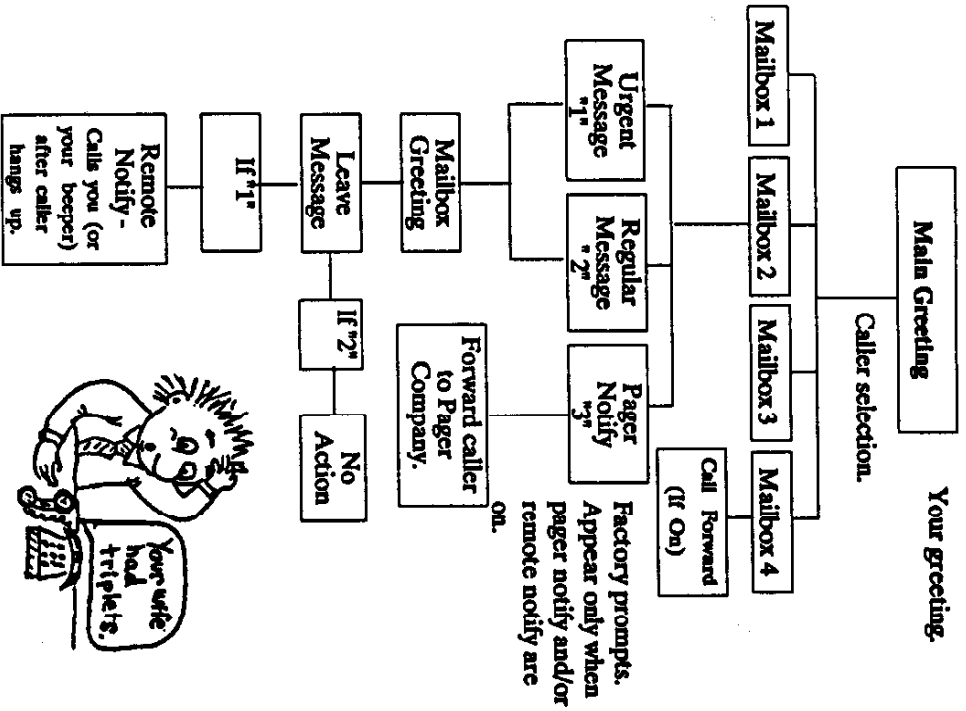 Your greeting.
Main Greeting
Caller selection.
Mailbox 1
Mailbox 2
Mailbox 3
Mailbox 4
Call Forward
(If On)
Urgent
Message
"1"
Regular
Message
"2"
Pager
Notify
"3"
Factory prompts.
Appear only when
pager notify and/or
remote notify are
on.
Mailbox
Greeting
Forward caller
to Pager
Company.
Leave
Message
If "2"
No
Action
If "1"
Remote
Notify -
Calls you (or
your beeper)
after caller
hangs up.
Your wife
had
triplets.